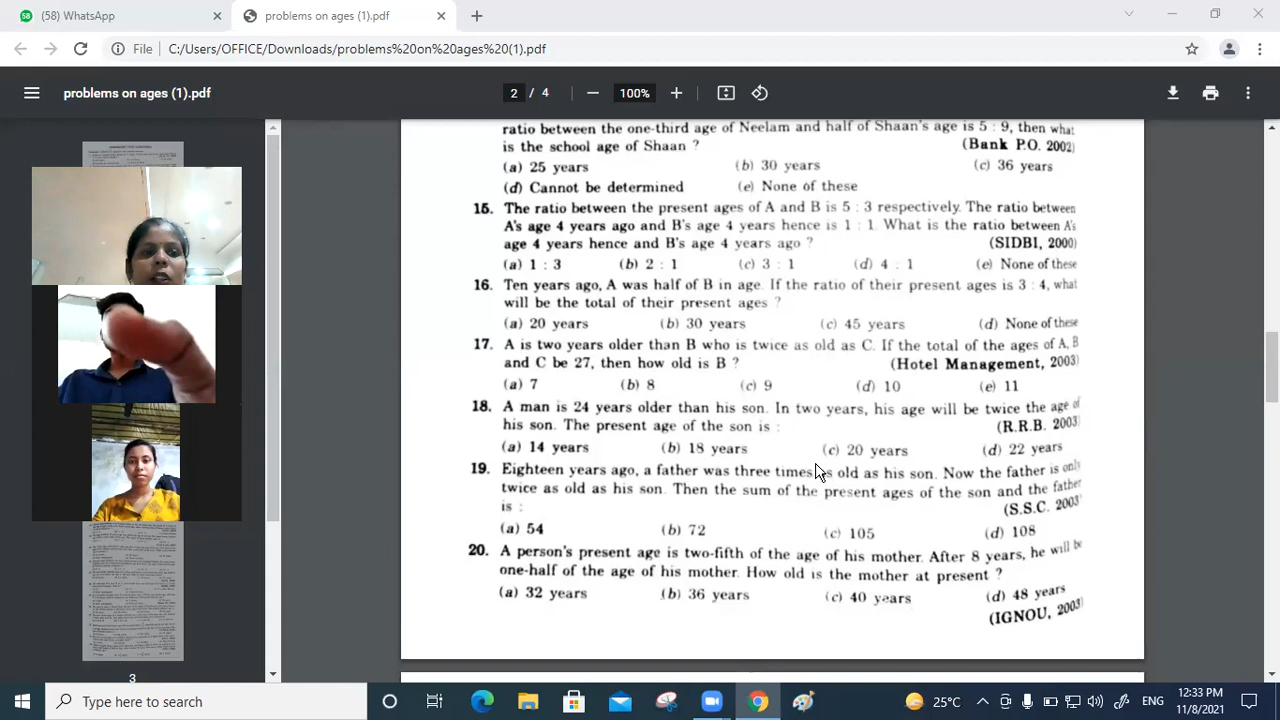 (58) WhatsApp
problems on ages (1).pdf
File
C:/Users/OFFICE/Downloads/problems%20on%20ages%20(1).pdf
problems on ages (1).pdf
2 / 4
100%
ratio between the one-third age of Neelam and half of Shaan's age is 5 : 9, then what
is the school age of Shaan ? (Bank P.O. 2002)
(a) 25 years (b) 30 years (c) 36 years
(d) Cannot be determined (e) None of these
15. The ratio between the present ages of A and B is 5 : 3 respectively. The ratio between
A's age 4 years ago and B's age 4 years hence is 1 : 1. What is the ratio between A's
age 4 years hence and B's age 4 years ago ? (SIDBI, 2000)
(a) 1 : 3 (b) 2 : 1 (c) 3 : 1 (d) 4 : 1 (e) None of these
16. Ten years ago, A was half of B in age. If the ratio of their present ages is 3 : 4, what
will be the total of their present ages ?
(a) 20 years (b) 30 years (c) 45 years (d) None of these
17. A is two years older than B who is twice as old as C. If the total of the ages of A, B
and C be 27, then how old is B ? (Hotel Management, 2003)
(a) 7 (b) 8 (c) 9 (d) 10 (e) 11
18. A man is 24 years older than his son. In two years, his age will be twice the age of
his son. The present age of the son is : (R.R.B. 2003)
(a) 14 years (b) 18 years (c) 20 years (d) 22 years
19. Eighteen years ago, a father was three times as old as his son. Now the father is only
twice as old as his son. Then the sum of the present ages of the son and the father
is : (S.S.C. 2003)
(a) 54 (b) 72 (c) 105 (d) 108
20. A person's present age is two-fifth of the age of his mother. After 8 years, he will be
one-half of the age of his mother. How old is the mother at present ?
(a) 32 years (b) 36 years (c) 40 years (d) 48 years
(IGNOU, 2003)
3
Type here to search
25°C
ENG
12:33 PM
11/8/2021